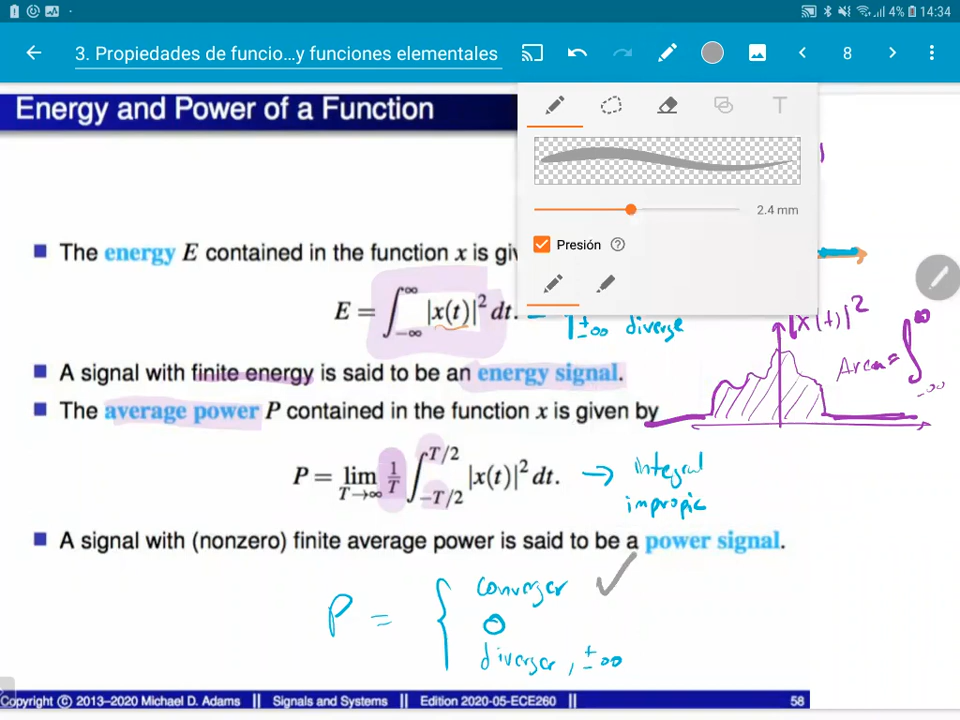 4% 14:34
3. Propiedades de funcio...y funciones elementales
8
Energy and Power of a Function
T
2.4 mm
Presión ?
The energy E contained in the function x is giv
E = ∫_{-∞}^{∞} |x(t)|² dt.
±∞ diverge
|x(t)|²
Area = ∫_{-∞}^{∞}
A signal with finite energy is said to be an energy signal.
The average power P contained in the function x is given by
P = lim_{T→∞} 1/T ∫_{-T/2}^{T/2} |x(t)|² dt. → Integral
impropic
A signal with (nonzero) finite average power is said to be a power signal.
P = { converger ✓
0
diverger, ±∞
Copyright © 2013–2020 Michael D. Adams || Signals and Systems || Edition 2020-05-ECE260 || 58